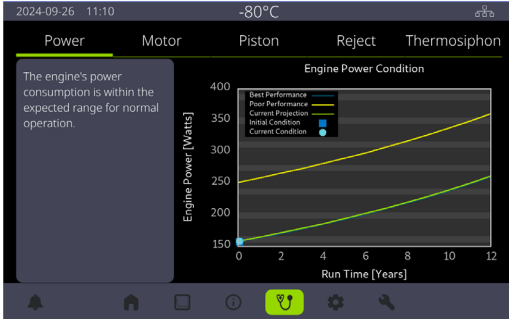 2024-09-26 11:10
-80°C
Power Motor Piston Reject Thermosiphon
The engine's power
consumption is within the
expected range for normal
operation.
Engine Power Condition
Best Performance
Poor Performance
Current Projection
Initial Condition
Current Condition
Engine Power [Watts]
400
350
300
250
200
150
0 2 4 6 8 10 12
Run Time [Years]